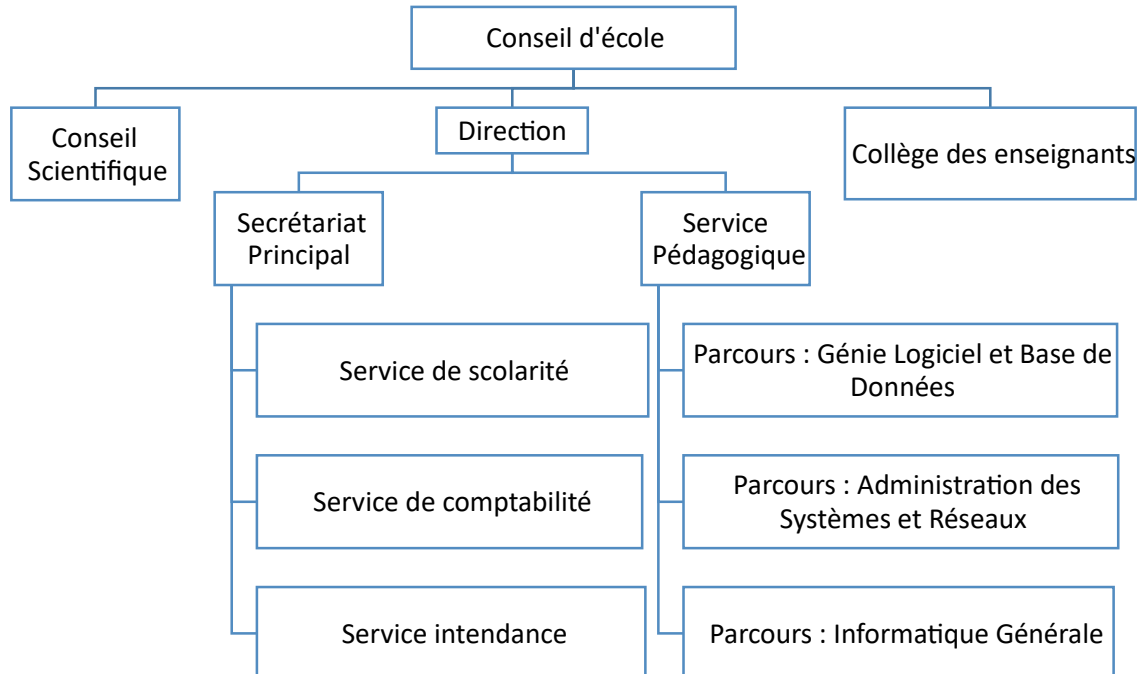 Conseil d'école
Conseil
Scientifique
Direction
Collège des enseignants
Secrétariat
Principal
Service
Pédagogique
Service de scolarité
Parcours : Génie Logiciel et Base de
Données
Service de comptabilité
Parcours : Administration des
Systèmes et Réseaux
Service intendance
Parcours : Informatique Générale